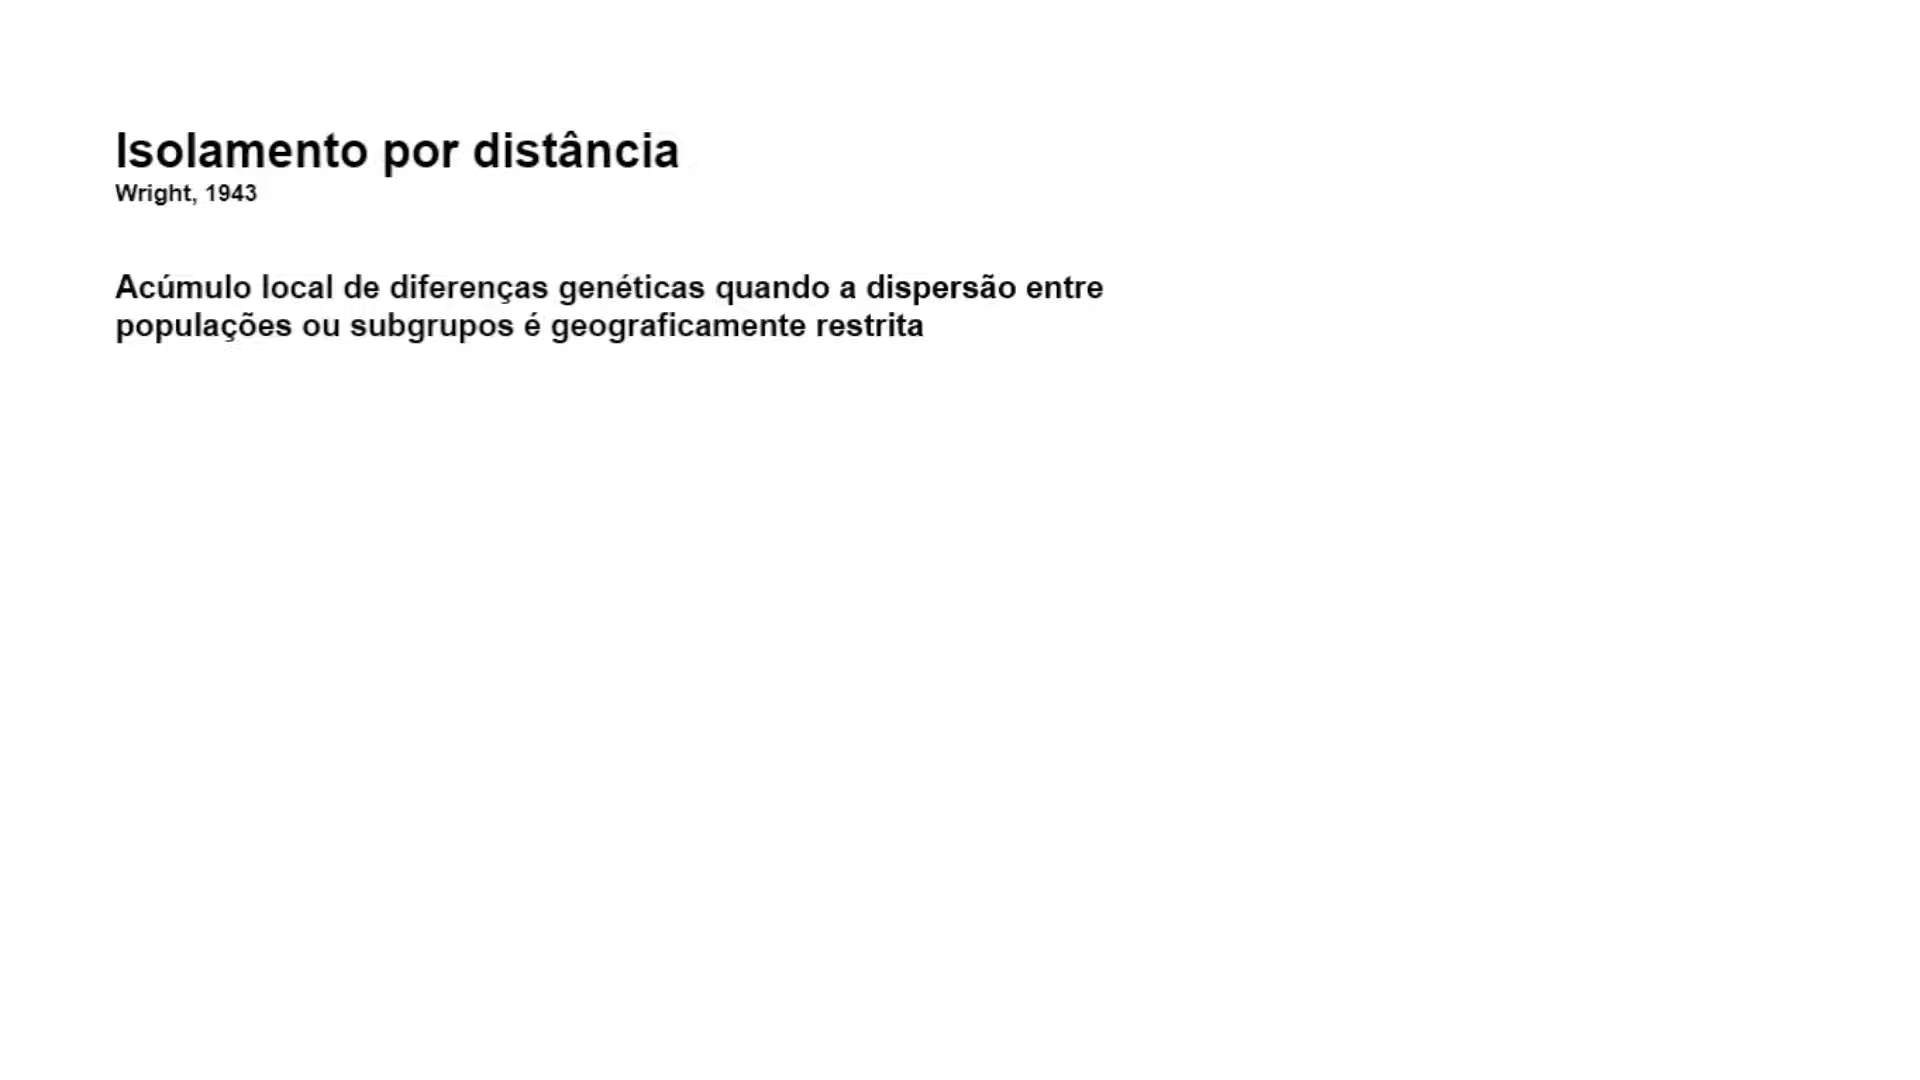 Isolamento por distância
Wright, 1943
Acúmulo local de diferenças genéticas quando a dispersão entre
populações ou subgrupos é geograficamente restrita